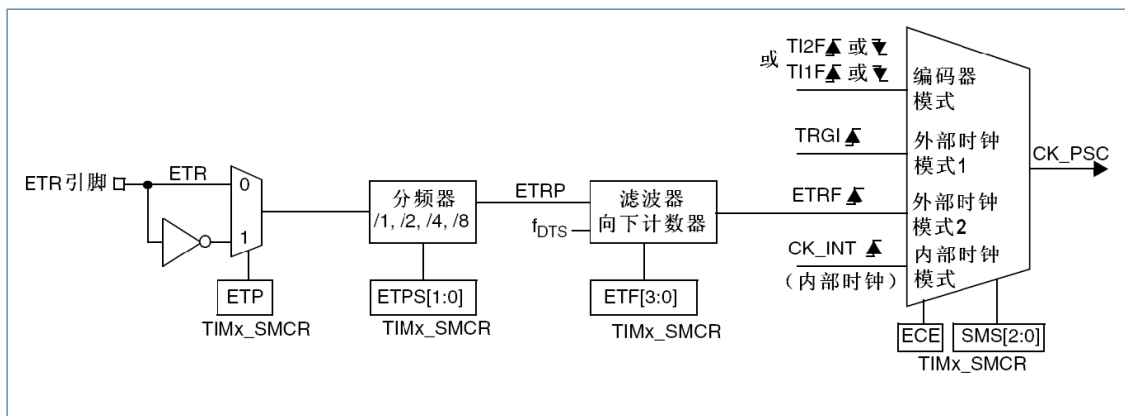 TI2F 或
或 TI1F 或
编码器
模式
TRGI
外部时钟
模式1
CK_PSC
ETR引脚
ETR
0
1
分频器
/1, /2, /4, /8
ETRP
fDTS
滤波器
向下计数器
ETRF
外部时钟
模式2
CK_INT
(内部时钟)
内部时钟
模式
ETP
TIMx_SMCR
ETPS[1:0]
TIMx_SMCR
ETF[3:0]
TIMx_SMCR
ECE
SMS[2:0]
TIMx_SMCR